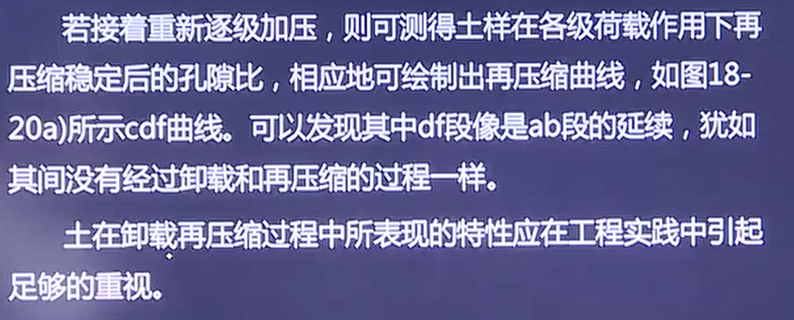 若接着重新逐级加压，则可测得土样在各级荷载作用下再
压缩稳定后的孔隙比，相应地可绘制出再压缩曲线，如图18-
20a)所示cdf曲线。可以发现其中df段像是ab段的延续，犹如
其间没有经过卸载和再压缩的过程一样。
土在卸载再压缩过程中所表现的特性应在工程实践中引起
足够的重视。